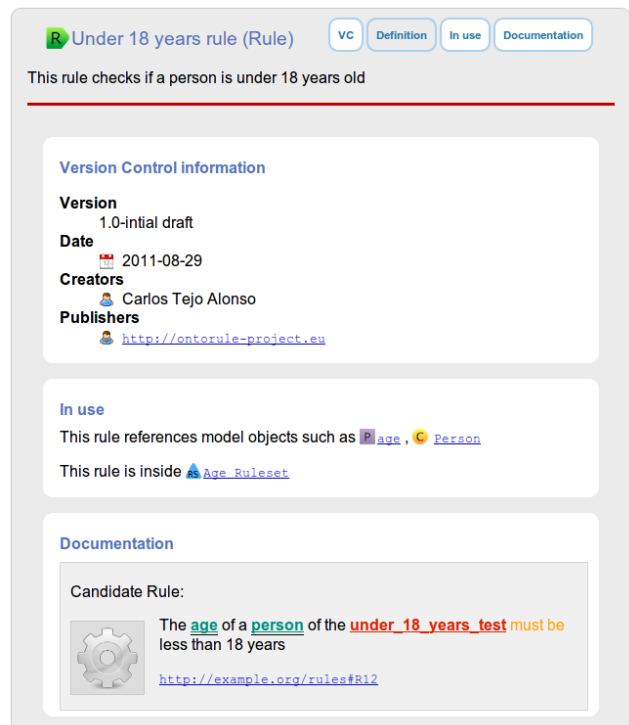 R Under 18 years rule (Rule) VC Definition In use Documentation
This rule checks if a person is under 18 years old
Version Control information
Version
1.0-intial draft
Date
2011-08-29
Creators
Carlos Tejo Alonso
Publishers
http://ontorule-project.eu
In use
This rule references model objects such as P age , C Person
This rule is inside RS Age Ruleset
Documentation
Candidate Rule:
The age of a person of the under_18_years_test must be
less than 18 years
http://example.org/rules#R12